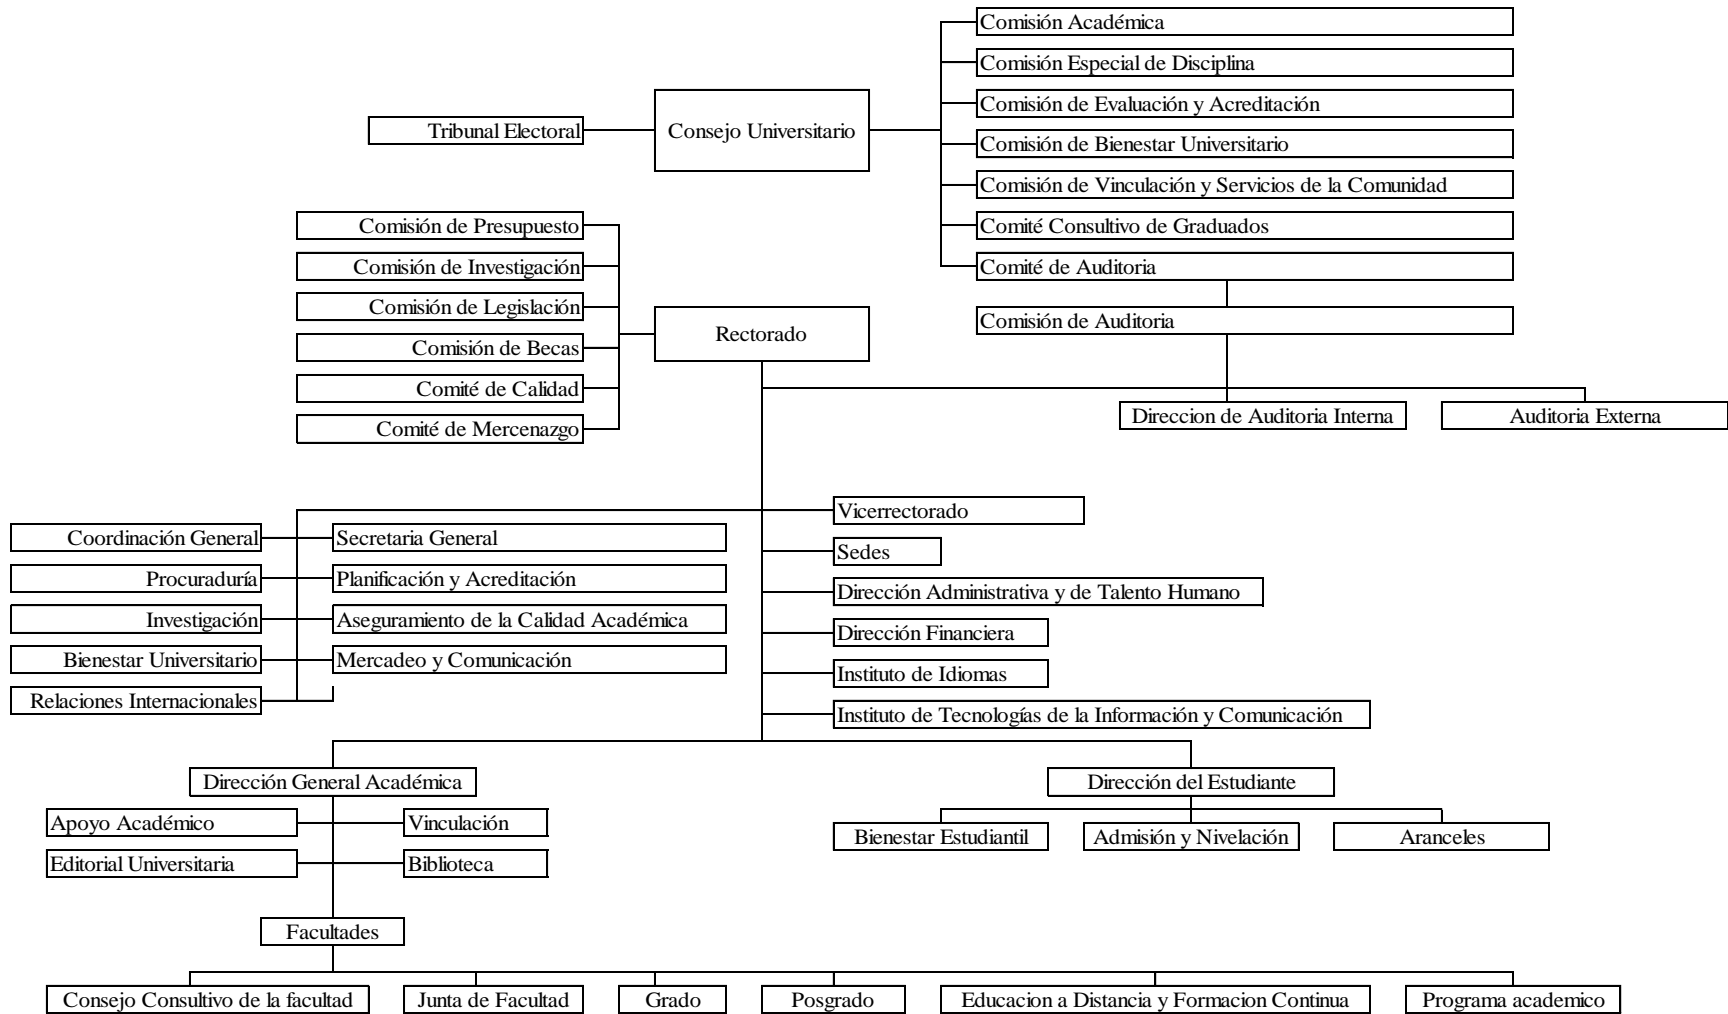 Comisión Académica
Comisión Especial de Disciplina
Comisión de Evaluación y Acreditación
Tribunal Electoral
Consejo Universitario
Comisión de Bienestar Universitario
Comisión de Vinculación y Servicios de la Comunidad
Comité Consultivo de Graduados
Comité de Auditoria
Comisión de Auditoria
Comisión de Presupuesto
Comisión de Investigación
Comisión de Legislación
Comisión de Becas
Comité de Calidad
Comité de Mercenazgo
Rectorado
Direccion de Auditoria Interna
Auditoria Externa
Coordinación General
Secretaria General
Procuraduría
Planificación y Acreditación
Investigación
Aseguramiento de la Calidad Académica
Bienestar Universitario
Mercadeo y Comunicación
Relaciones Internacionales
Vicerrectorado
Sedes
Dirección Administrativa y de Talento Humano
Dirección Financiera
Instituto de Idiomas
Instituto de Tecnologías de la Información y Comunicación
Dirección General Académica
Apoyo Académico
Vinculación
Editorial Universitaria
Biblioteca
Dirección del Estudiante
Bienestar Estudiantil
Admisión y Nivelación
Aranceles
Facultades
Consejo Consultivo de la facultad
Junta de Facultad
Grado
Posgrado
Educacion a Distancia y Formacion Continua
Programa academico